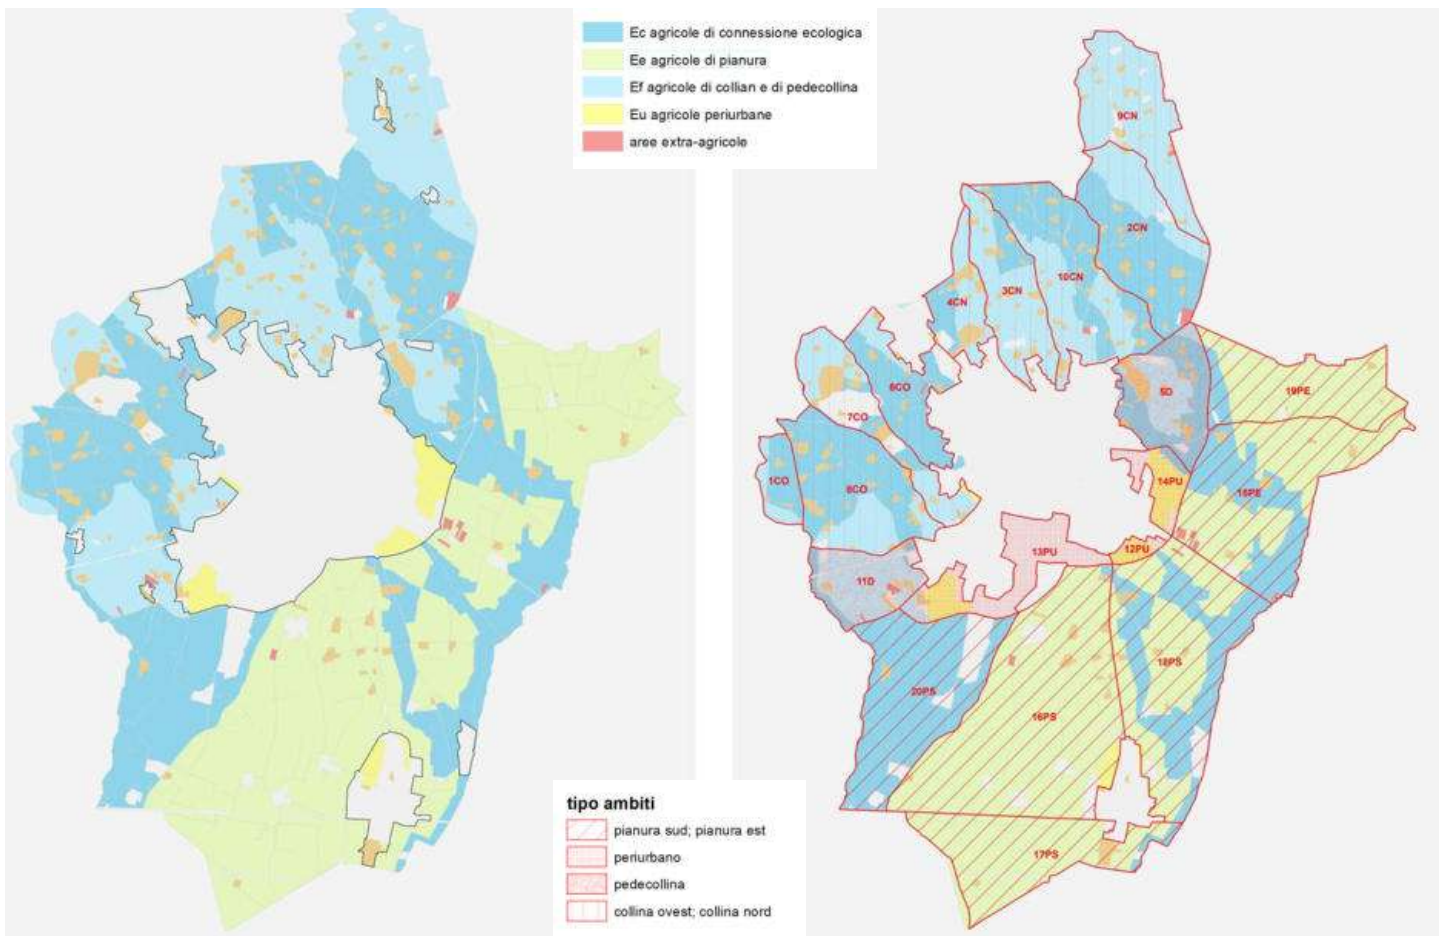 Ec agricole di connessione ecologica
Ee agricole di pianura
Ef agricole di collian e di pedecollina
Eu agricole periurbane
aree extra-agricole
9CN
2CN
10CN
3CN
4CN
5D
19PE
6CO
7CO
1CO
8CO
14PU
15PE
13PU
12PU
11D
18PS
20PS
16PS
17PS
tipo ambiti
pianura sud; pianura est
periurbano
pedecollina
collina ovest; collina nord